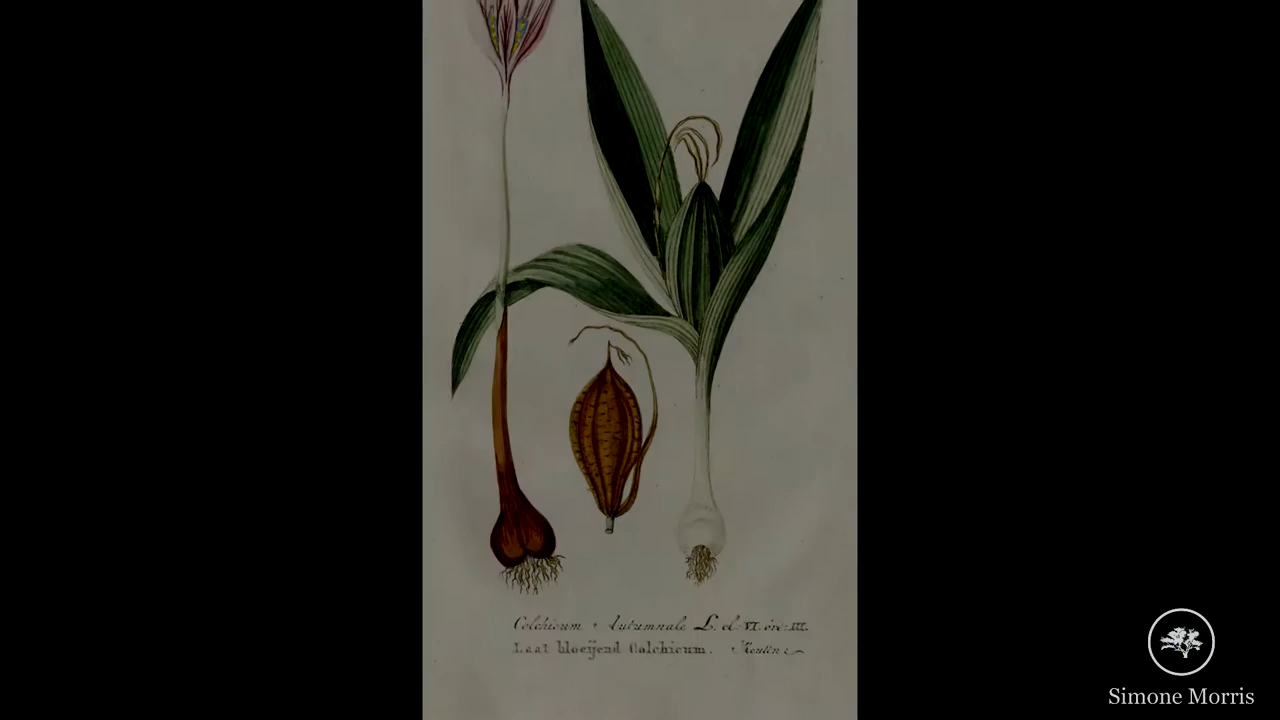 Colchicum Autumnale L. cl. VI. ord. III.
Laat bloeijend Colchicum.
Simone Morris